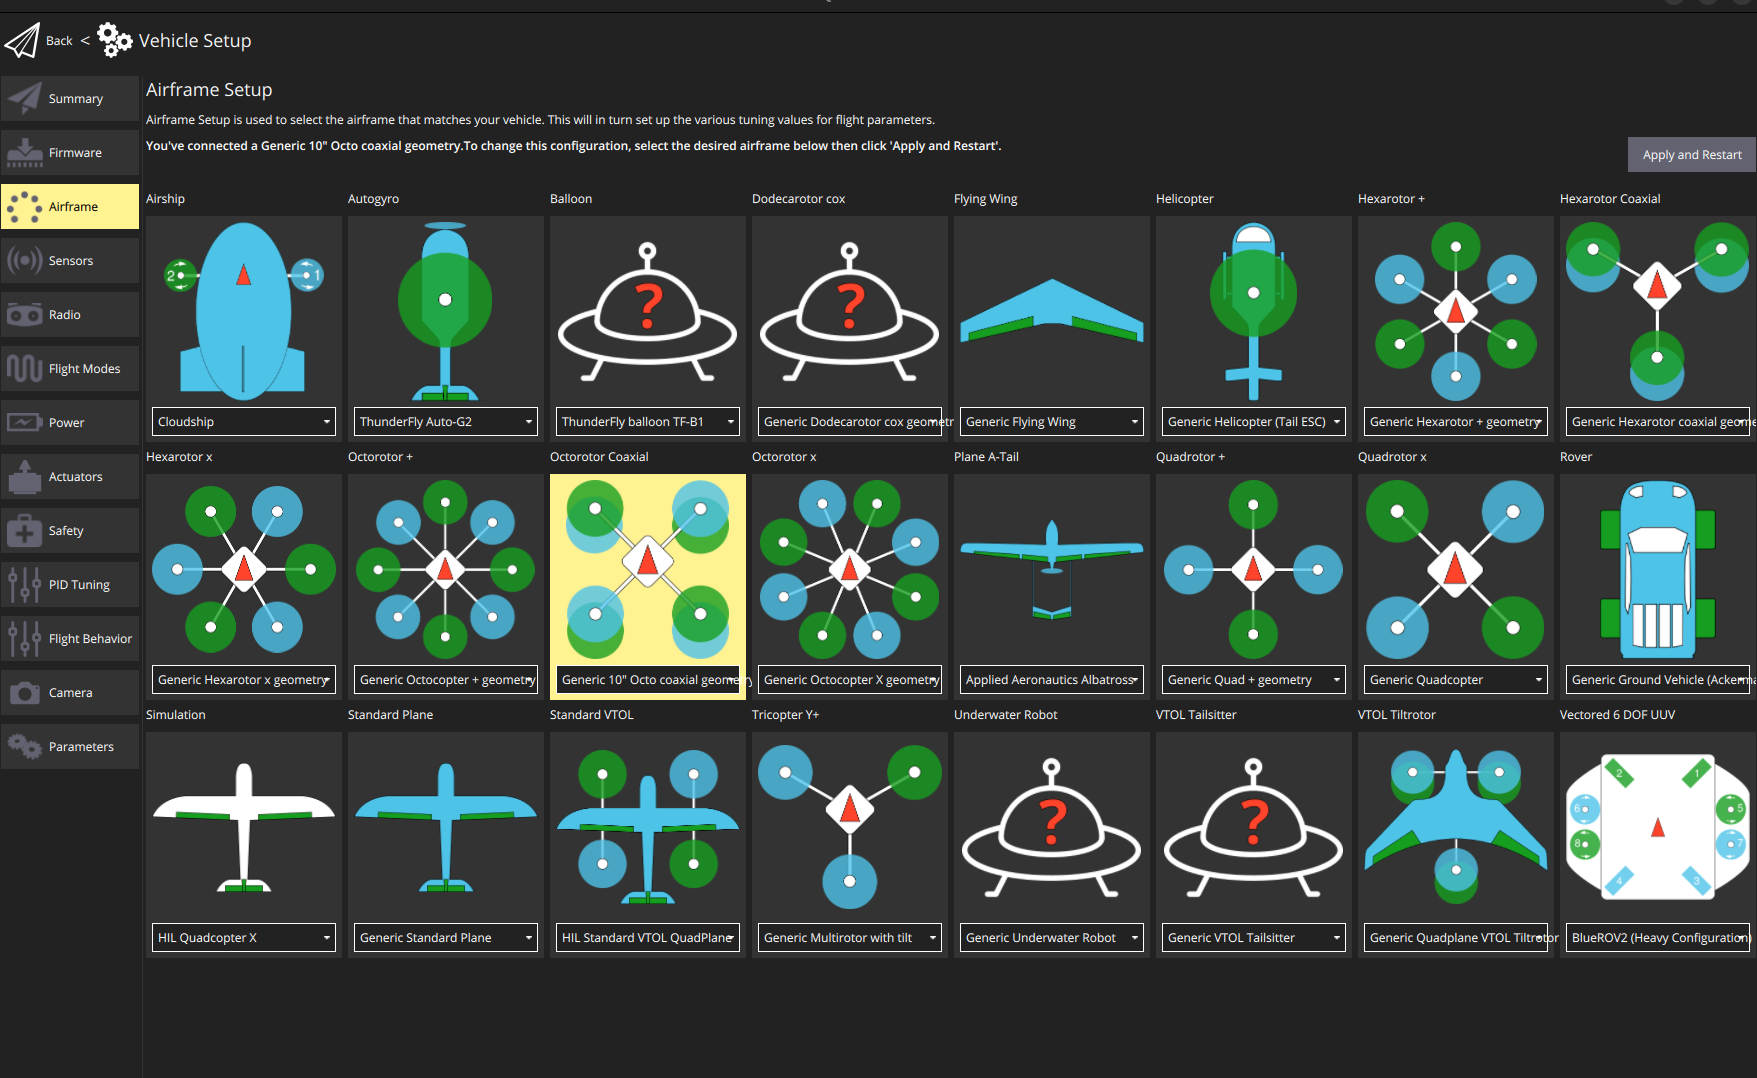 Back < Vehicle Setup
Summary
Firmware
Airframe
Sensors
Radio
Flight Modes
Power
Actuators
Safety
PID Tuning
Flight Behavior
Camera
Parameters
Airframe Setup
Airframe Setup is used to select the airframe that matches your vehicle. This will in turn set up the various tuning values for flight parameters.
You've connected a Generic 10" Octo coaxial geometry.To change this configuration, select the desired airframe below then click 'Apply and Restart'.
Apply and Restart
Airship
2
1
Cloudship
Autogyro
ThunderFly Auto-G2
Balloon
?
ThunderFly balloon TF-B1
Dodecarotor cox
?
Generic Dodecarotor cox geometr
Flying Wing
Generic Flying Wing
Helicopter
Generic Helicopter (Tail ESC)
Hexarotor +
Generic Hexarotor + geometry
Hexarotor Coaxial
Generic Hexarotor coaxial geome
Hexarotor x
Generic Hexarotor x geometry
Octorotor +
Generic Octocopter + geometry
Octorotor Coaxial
Generic 10" Octo coaxial geometry
Octorotor x
Generic Octocopter X geometry
Plane A-Tail
Applied Aeronautics Albatross
Quadrotor +
Generic Quad + geometry
Quadrotor x
Generic Quadcopter
Rover
Generic Ground Vehicle (Ackerma
Simulation
HIL Quadcopter X
Standard Plane
Generic Standard Plane
Standard VTOL
HIL Standard VTOL QuadPlane
Tricopter Y+
Generic Multirotor with tilt
Underwater Robot
?
Generic Underwater Robot
VTOL Tailsitter
?
Generic VTOL Tailsitter
VTOL Tiltrotor
Generic Quadplane VTOL Tiltrotor
Vectored 6 DOF UUV
2 1
6 5
8 7
4 3
BlueROV2 (Heavy Configuration)